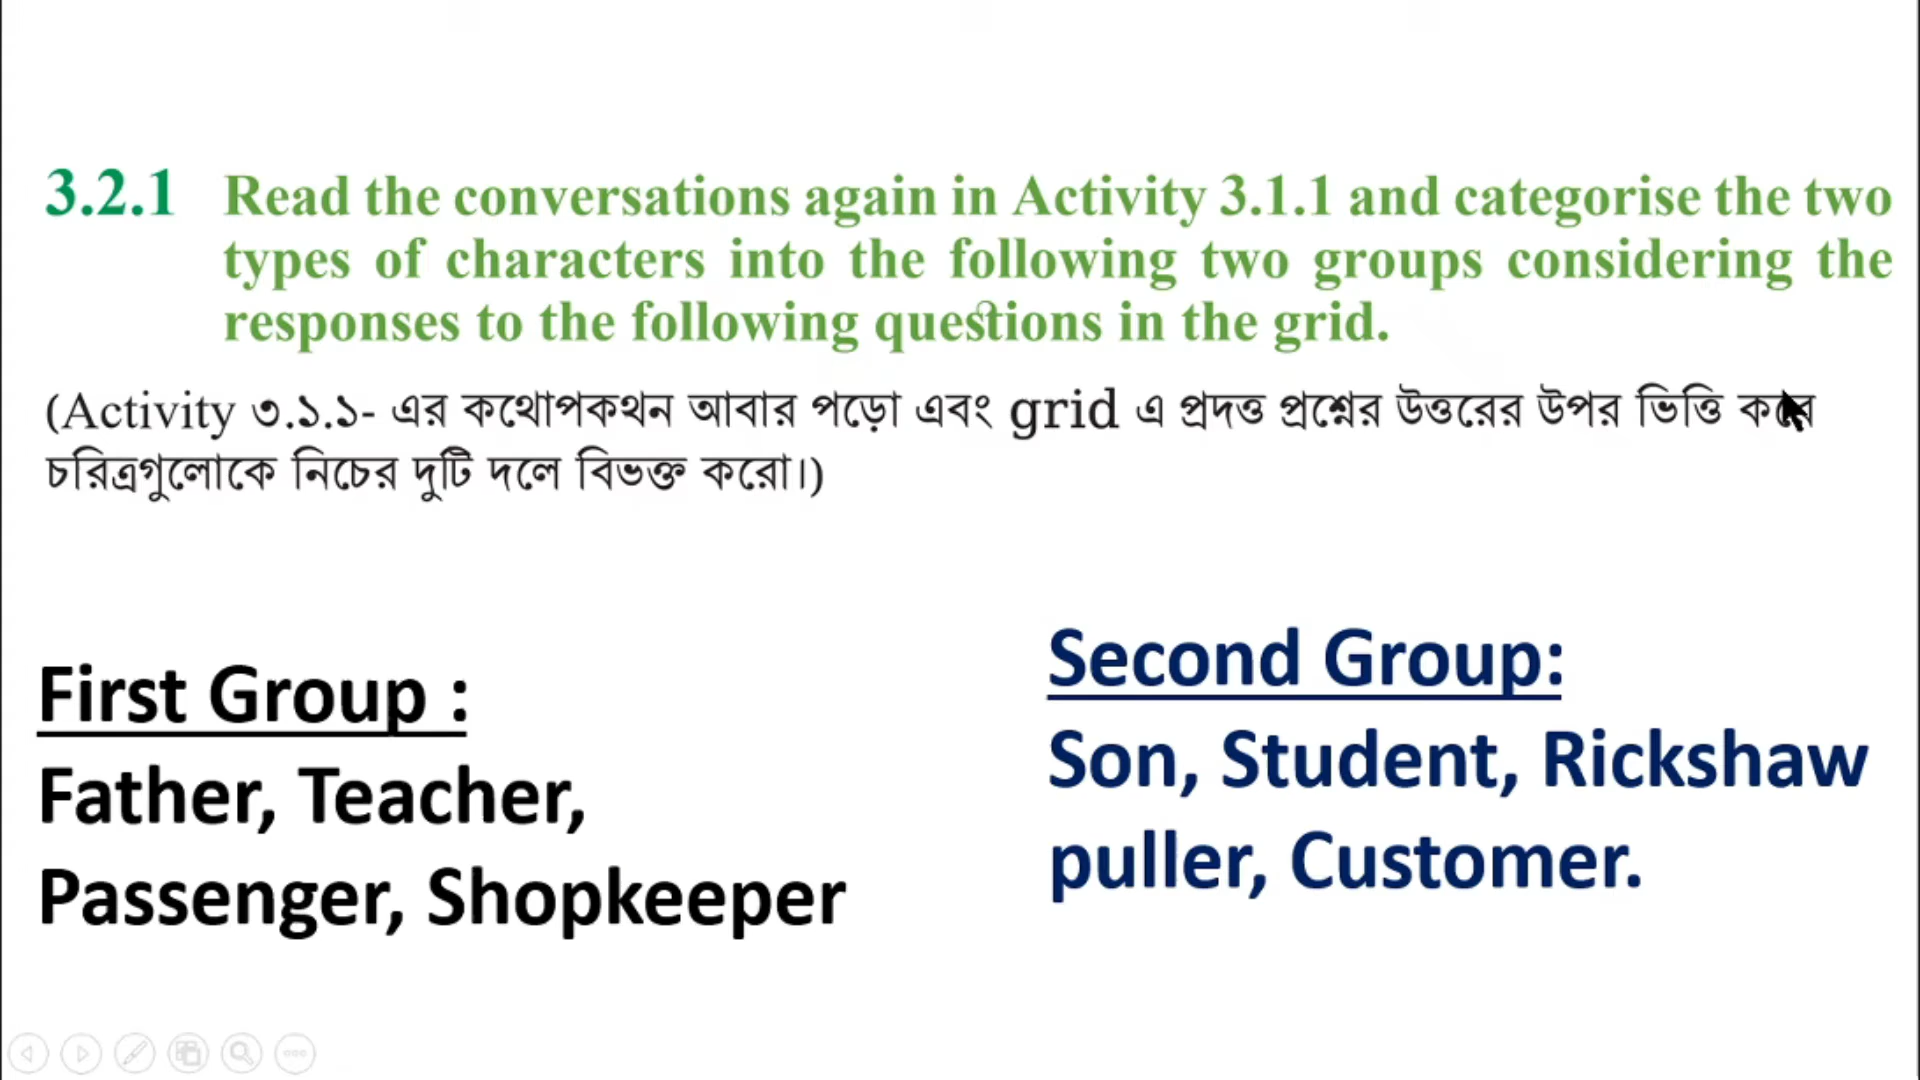 3.2.1 Read the conversations again in Activity 3.1.1 and categorise the two
types of characters into the following two groups considering the
responses to the following questions in the grid.
(Activity ৩.১.১- এর কথোপকথন আবার পড়ো এবং grid এ প্রদত্ত প্রশ্নের উত্তরের উপর ভিত্তি করে
চরিত্রগুলোকে নিচের দুটি দলে বিভক্ত করো।)
First Group :
Father, Teacher,
Passenger, Shopkeeper
Second Group:
Son, Student, Rickshaw
puller, Customer.